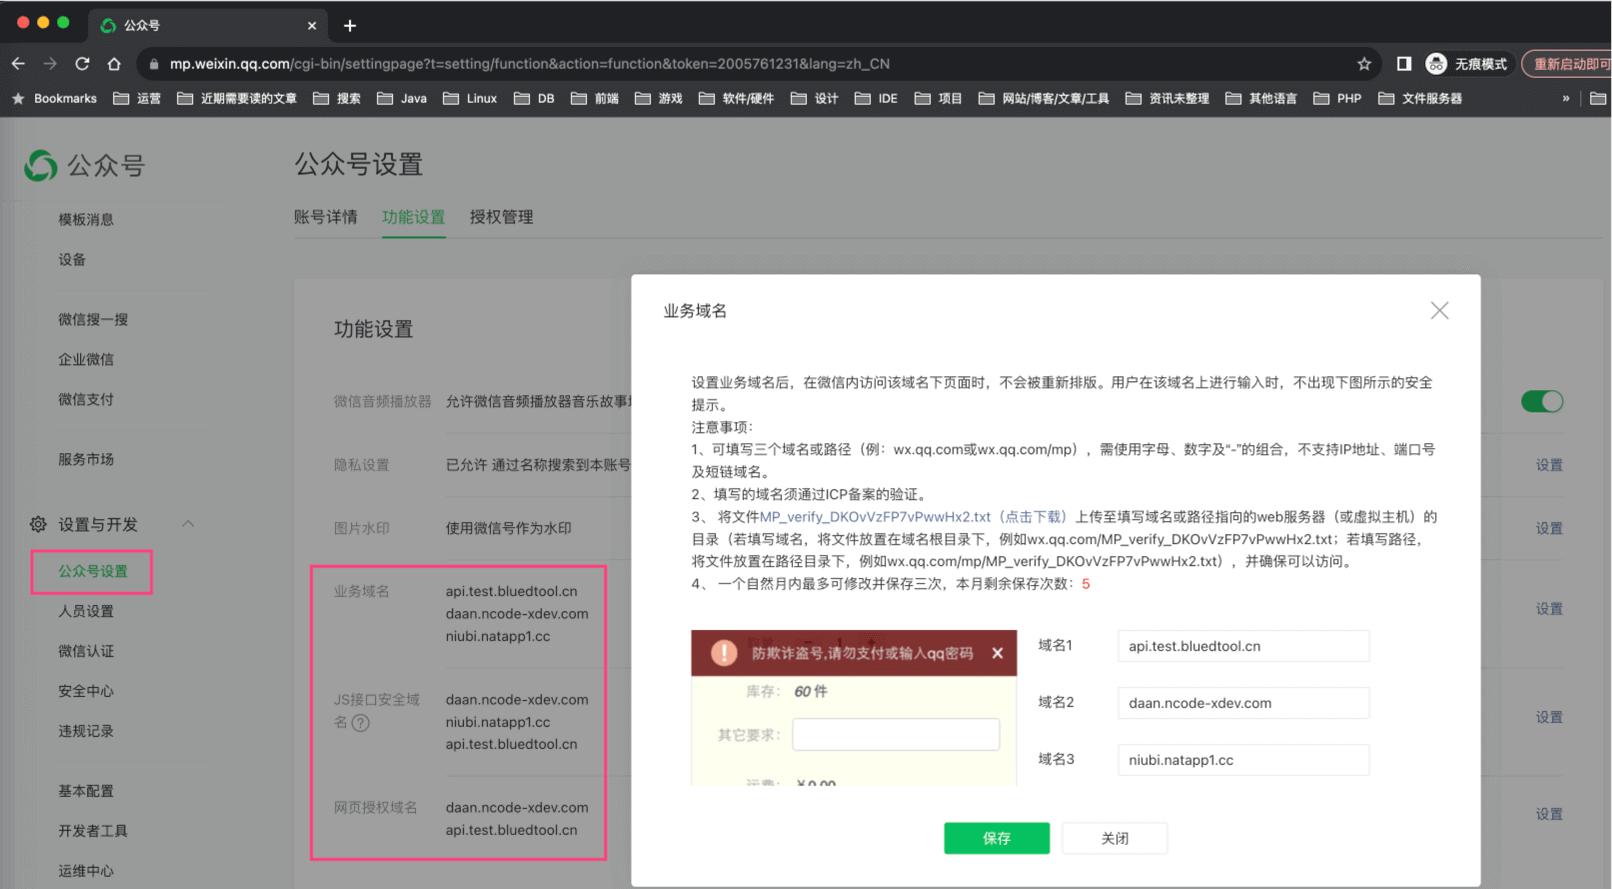 公众号
mp.weixin.qq.com/cgi-bin/settingpage?t=setting/function&action=function&token=2005761231&lang=zh_CN
无痕模式
重新启动即可
Bookmarks 运营 近期需要读的文章 搜索 Java Linux DB 前端 游戏 软件/硬件 设计 IDE 项目 网站/博客/文章/工具 资讯未整理 其他语言 PHP 文件服务器 »
公众号
模板消息
设备
微信搜一搜
企业微信
微信支付
服务市场
设置与开发
公众号设置
人员设置
微信认证
安全中心
违规记录
基本配置
开发者工具
运维中心
公众号设置
账号详情 功能设置 授权管理
功能设置
微信音频播放器 允许微信音频播放器音乐故事
隐私设置 已允许 通过名称搜索到本账号 设置
图片水印 使用微信号作为水印 设置
业务域名 api.test.bluedtool.cn
daan.ncode-xdev.com 设置
niubi.natapp1.cc
JS接口安全域名 daan.ncode-xdev.com
niubi.natapp1.cc 设置
api.test.bluedtool.cn
网页授权域名 daan.ncode-xdev.com 设置
api.test.bluedtool.cn
业务域名
设置业务域名后，在微信内访问该域名下页面时，不会被重新排版。用户在该域名上进行输入时，不出现下图所示的安全
提示。
注意事项：
1、可填写三个域名或路径（例：wx.qq.com或wx.qq.com/mp），需使用字母、数字及“-”的组合，不支持IP地址、端口号
及短链域名。
2、填写的域名须通过ICP备案的验证。
3、 将文件MP_verify_DKOvVzFP7vPwwHx2.txt（点击下载）上传至填写域名或路径指向的web服务器（或虚拟主机）的
目录（若填写域名，将文件放置在域名根目录下，例如wx.qq.com/MP_verify_DKOvVzFP7vPwwHx2.txt；若填写路径，
将文件放置在路径目录下，例如wx.qq.com/mp/MP_verify_DKOvVzFP7vPwwHx2.txt），并确保可以访问。
4、 一个自然月内最多可修改并保存三次，本月剩余保存次数：5
防欺诈盗号,请勿支付或输入qq密码
库存： 60 件
其它要求：
运费： ¥ 0.00
域名1 api.test.bluedtool.cn
域名2 daan.ncode-xdev.com
域名3 niubi.natapp1.cc
保存 关闭